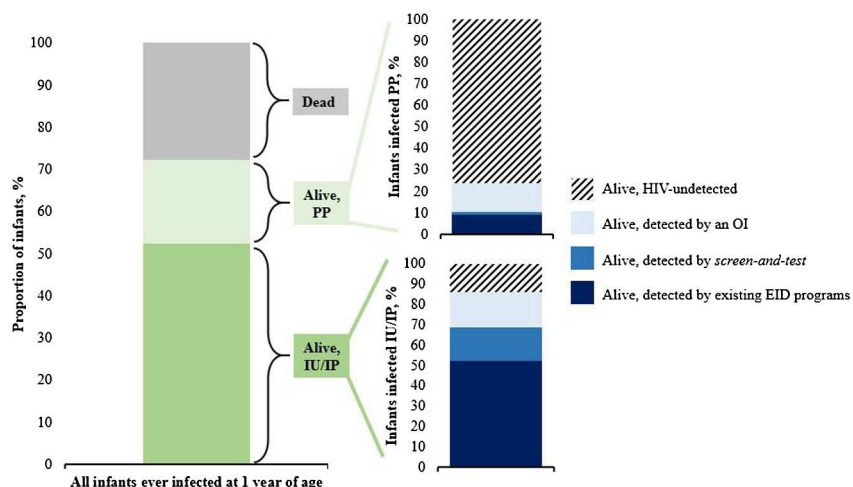 100
90
80
70
60
50
40
30
20
10
0
Proportion of infants, %
All infants ever infected at 1 year of age
Dead
Alive,
PP
Alive,
IU/IP
100
90
80
70
60
50
40
30
20
10
0
Infants infected PP, %
100
90
80
70
60
50
40
30
20
10
0
Infants infected IU/IP, %
Alive, HIV-undetected
Alive, detected by an OI
Alive, detected by screen-and-test
Alive, detected by existing EID programs